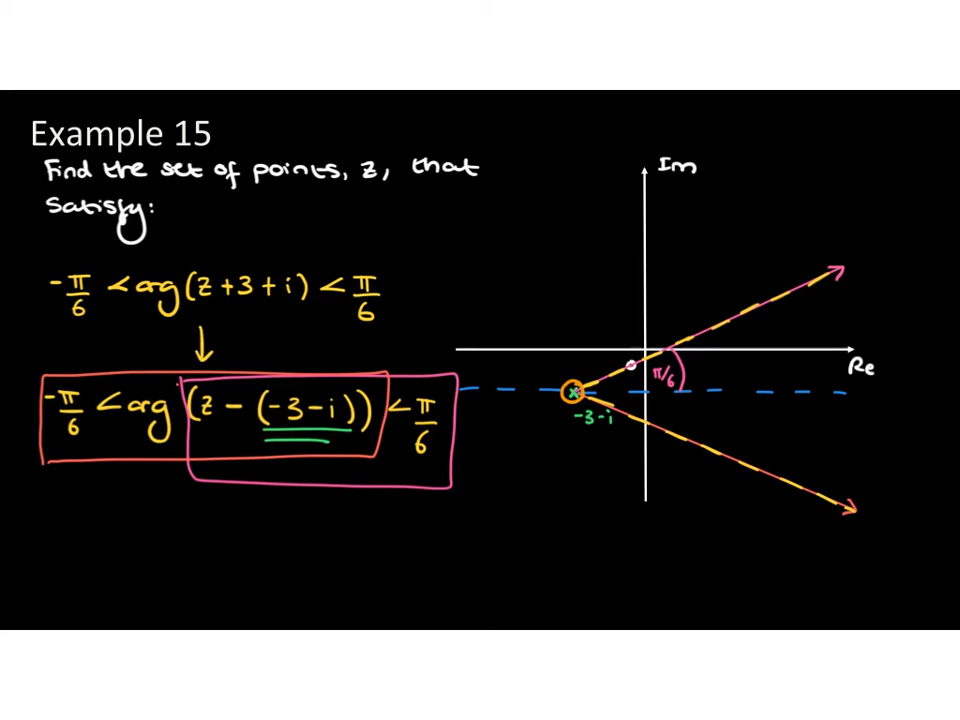 Example 15
Find the set of points, z, that
Satisfy:
-π/6 < arg(z+3+i) < π/6
-π/6 < arg(z-(-3-i)) < π/6
Im
Re
π/6
-3-i